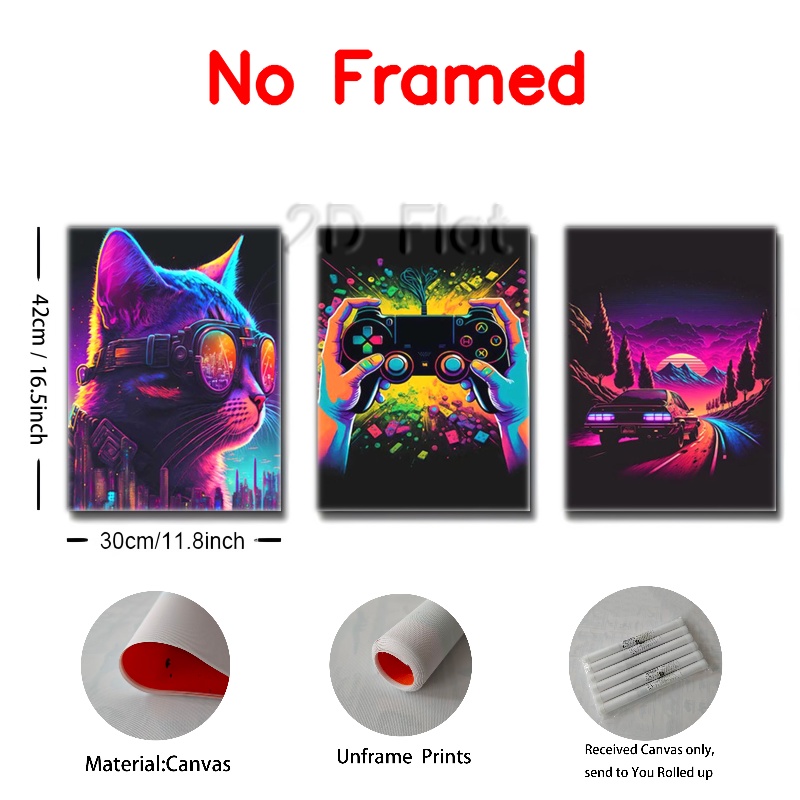 No Framed
2D Flat
42cm / 16.5inch
30cm/11.8inch
Material:Canvas
Unframe Prints
Received Canvas only,
send to You Rolled up